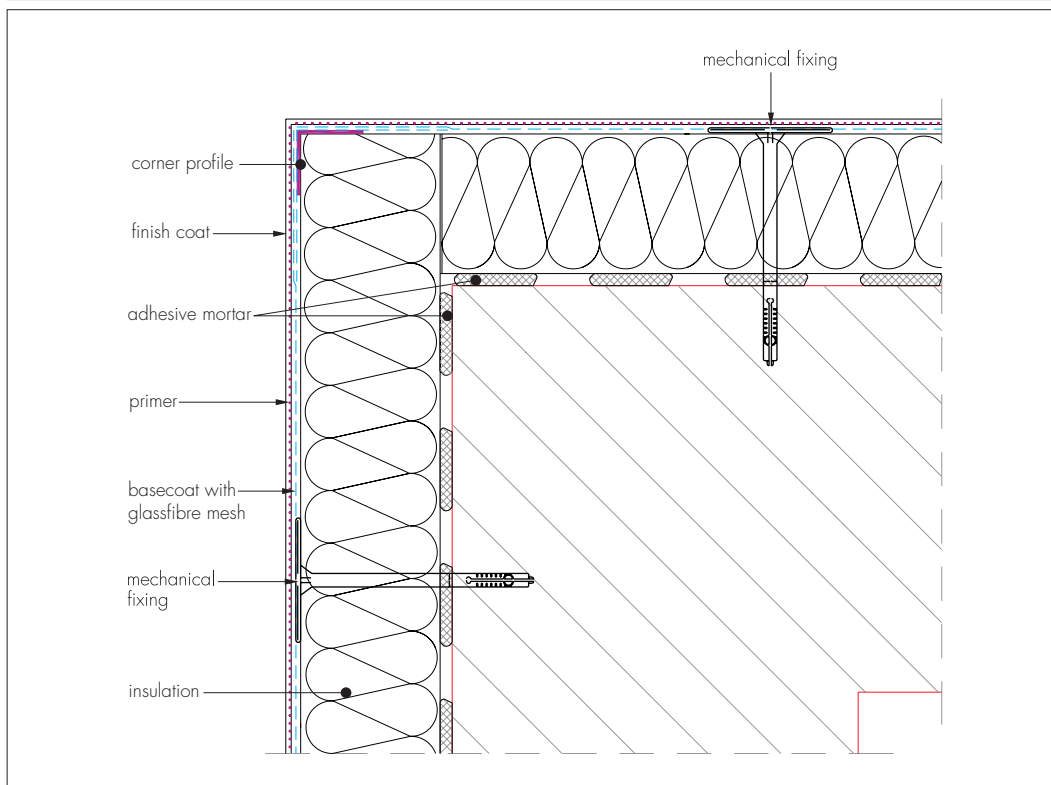 mechanical fixing
corner profile
finish coat
adhesive mortar
primer
basecoat with
glassfibre mesh
mechanical
fixing
insulation